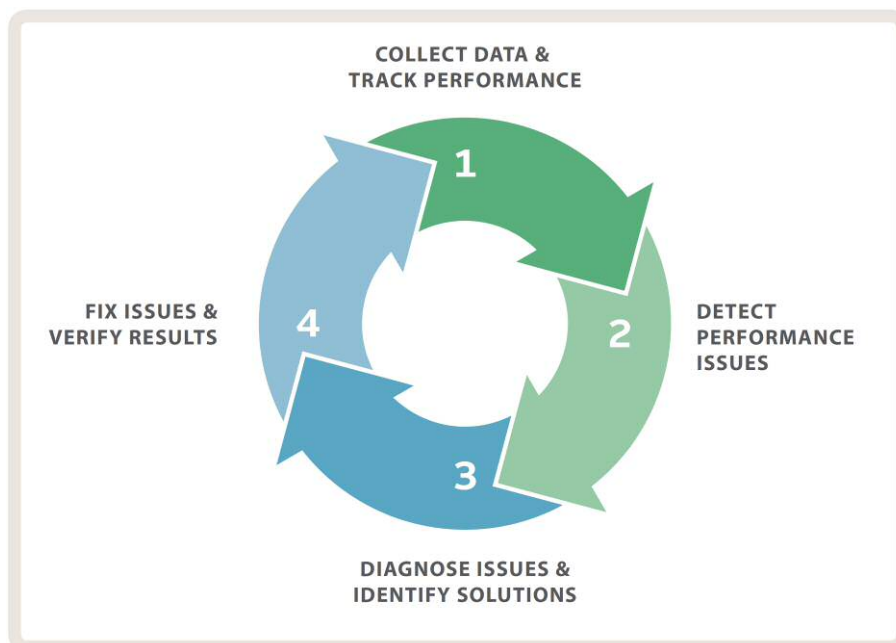 COLLECT DATA &
TRACK PERFORMANCE
1
2
DETECT
PERFORMANCE
ISSUES
3
DIAGNOSE ISSUES &
IDENTIFY SOLUTIONS
4
FIX ISSUES &
VERIFY RESULTS